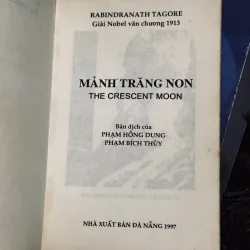 RABINDRANATH TAGORE
Giải Nobel văn chương 1913
MẢNH TRĂNG NON
THE CRESCENT MOON
Bản dịch của
PHẠM HỒNG DUNG
PHẠM BÍCH THỦY
NHÀ XUẤT BẢN ĐÀ NẴNG 1997